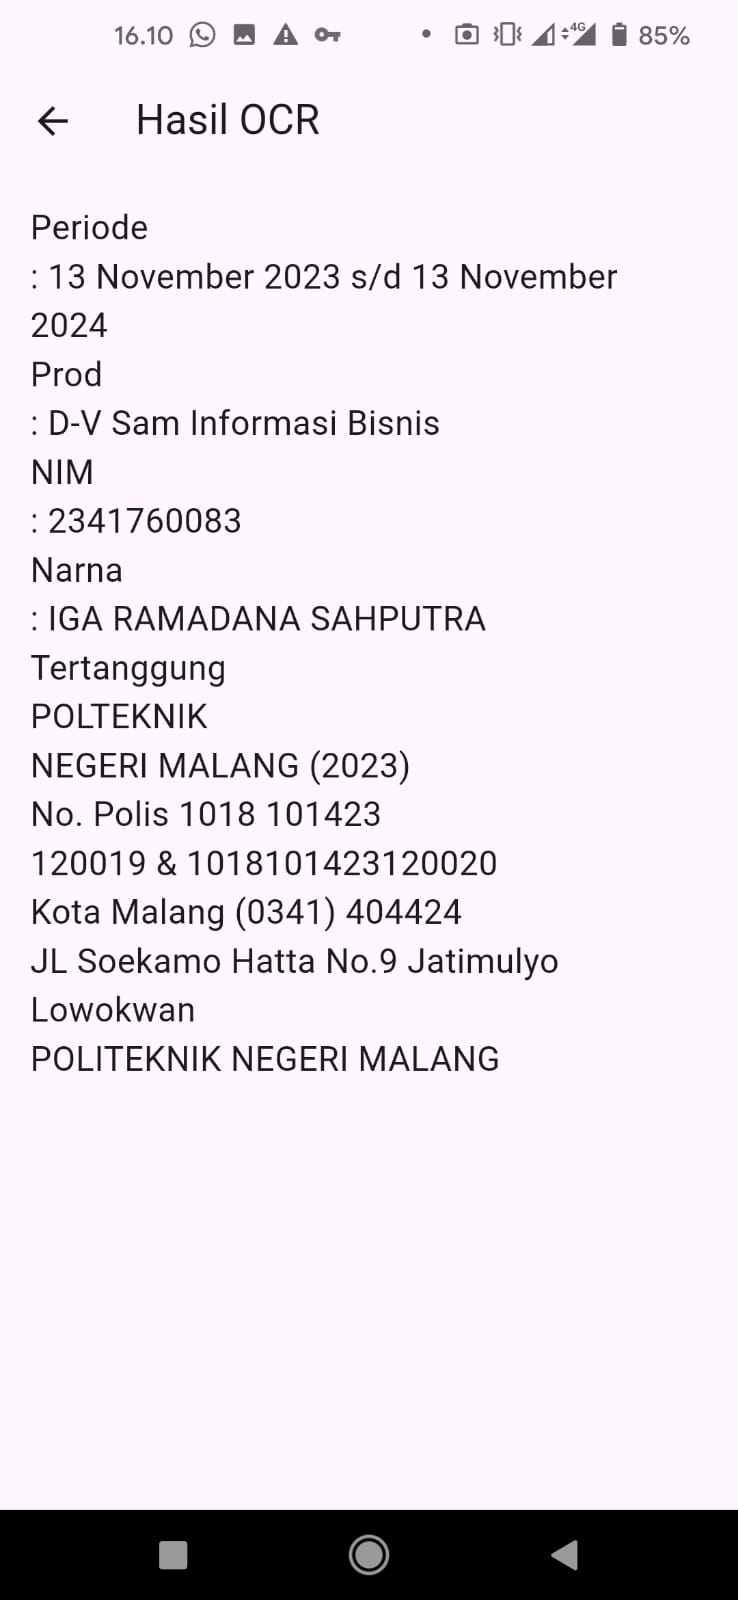 16.10
4G
85%
Hasil OCR
Periode
: 13 November 2023 s/d 13 November
2024
Prod
: D-V Sam Informasi Bisnis
NIM
: 2341760083
Narna
: IGA RAMADANA SAHPUTRA
Tertanggung
POLTEKNIK
NEGERI MALANG (2023)
No. Polis 1018 101423
120019 & 1018101423120020
Kota Malang (0341) 404424
JL Soekamo Hatta No.9 Jatimulyo
Lowokwan
POLITEKNIK NEGERI MALANG